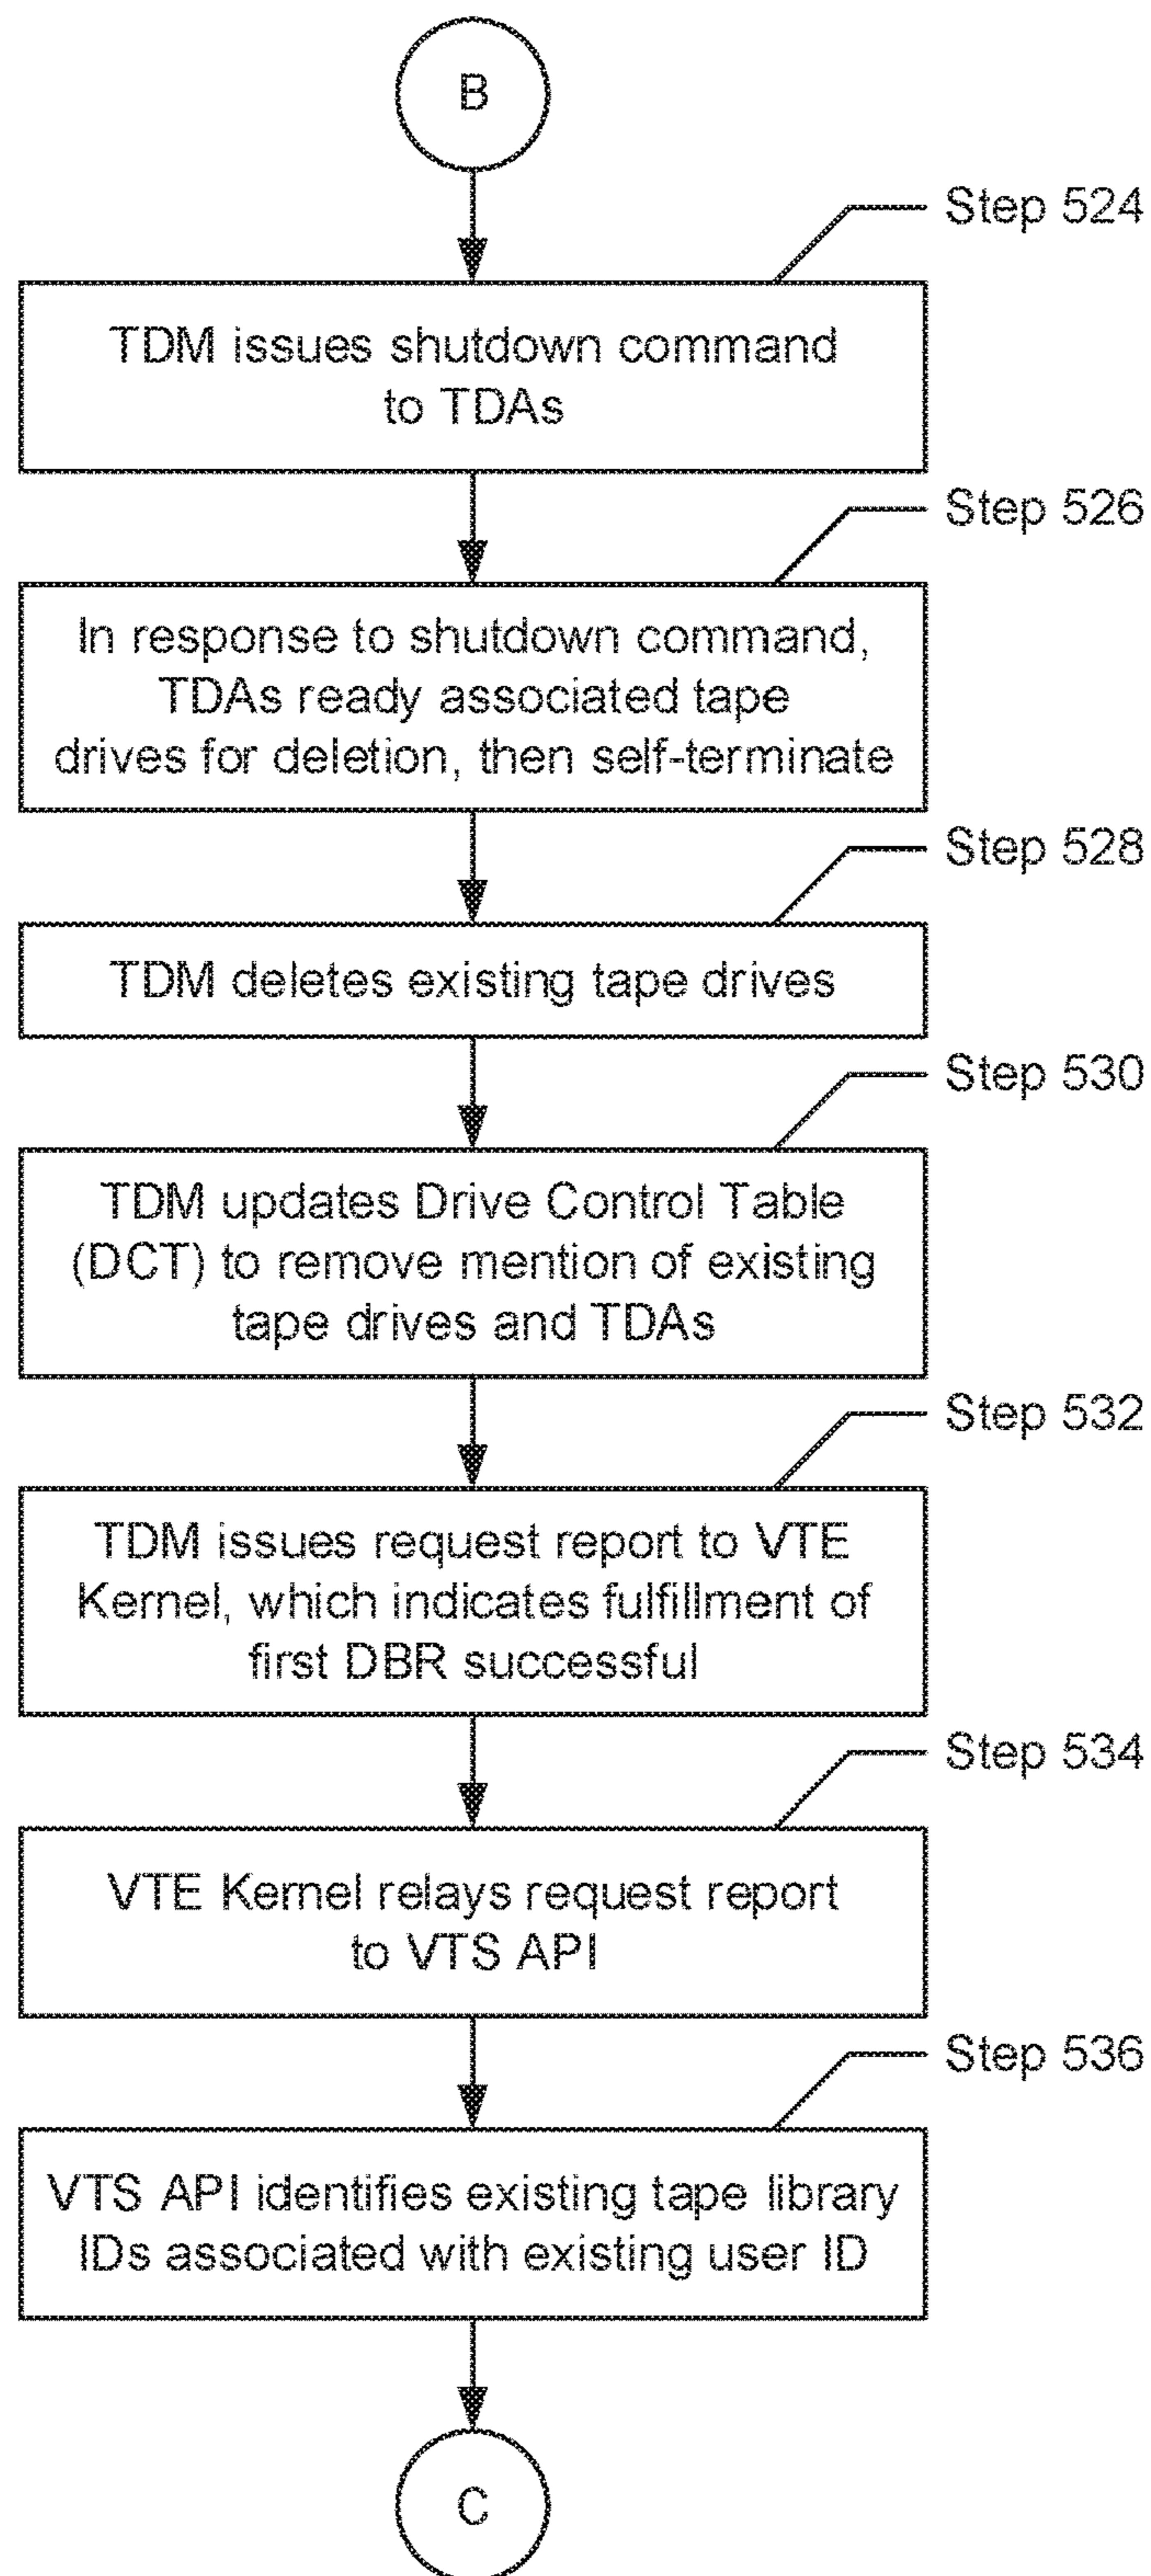 B
Step 524
TDM issues shutdown command
to TDAs
Step 526
In response to shutdown command,
TDAs ready associated tape
drives for deletion, then self-terminate
Step 528
TDM deletes existing tape drives
Step 530
TDM updates Drive Control Table
(DCT) to remove mention of existing
tape drives and TDAs
Step 532
TDM issues request report to VTE
Kernel, which indicates fulfillment of
first DBR successful
Step 534
VTE Kernel relays request report
to VTS API
Step 536
VTS API identifies existing tape library
IDs associated with existing user ID
C